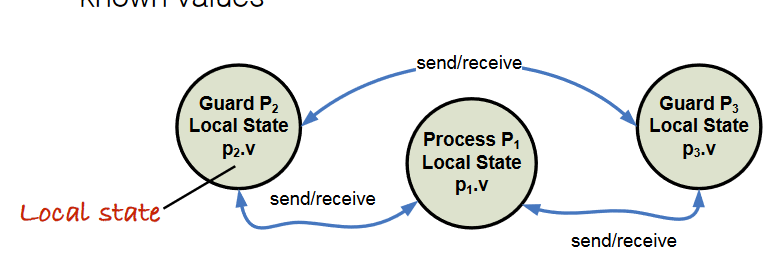 known values
send/receive
Guard P₂
Local State
p₂.v
Guard P₃
Local State
p₃.v
Process P₁
Local State
p₁.v
send/receive
Local state
send/receive